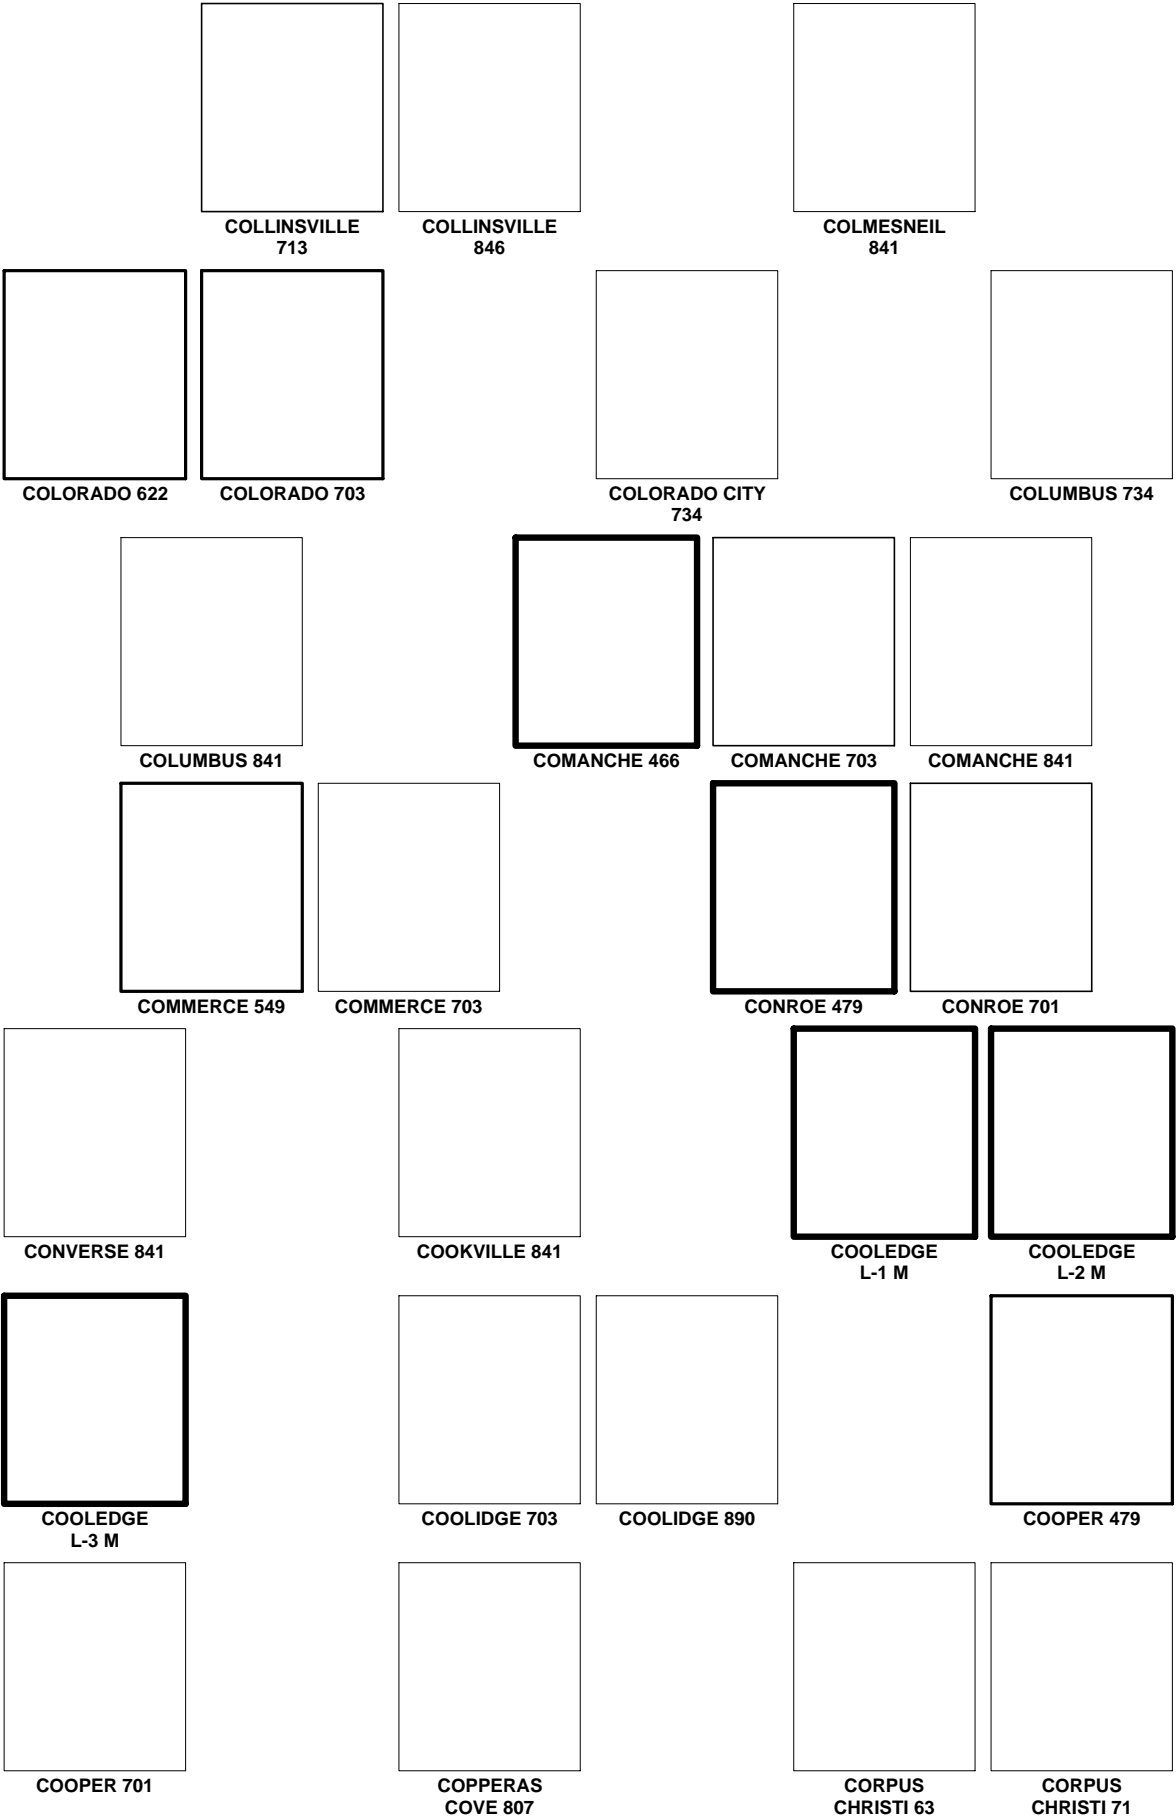 COLLINSVILLE
713
COLLINSVILLE
846
COLMESNEIL
841
COLORADO 622
COLORADO 703
COLORADO CITY
734
COLUMBUS 734
COLUMBUS 841
COMANCHE 466
COMANCHE 703
COMANCHE 841
COMMERCE 549
COMMERCE 703
CONROE 479
CONROE 701
CONVERSE 841
COOKVILLE 841
COOLEDGE
L-1 M
COOLEDGE
L-2 M
COOLEDGE
L-3 M
COOLIDGE 703
COOLIDGE 890
COOPER 479
COOPER 701
COPPERAS
COVE 807
CORPUS
CHRISTI 63
CORPUS
CHRISTI 71